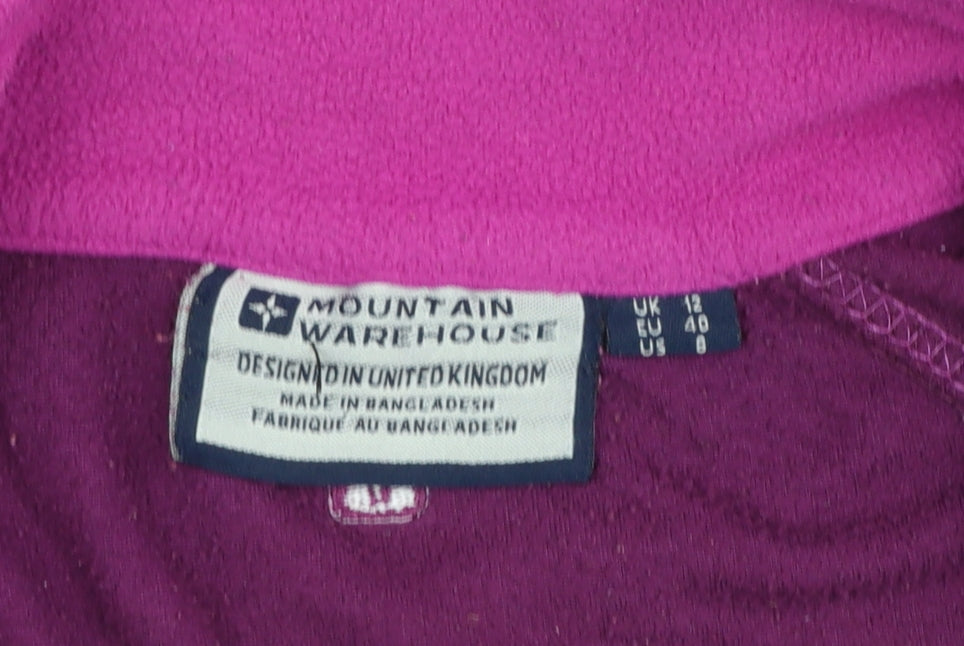 MOUNTAIN
WAREHOUSE
DESIGNED IN UNITED KINGDOM
MADE IN BANGLADESH
FABRIQUE AU BANGLADESH
UK 12
EU 40
US 8